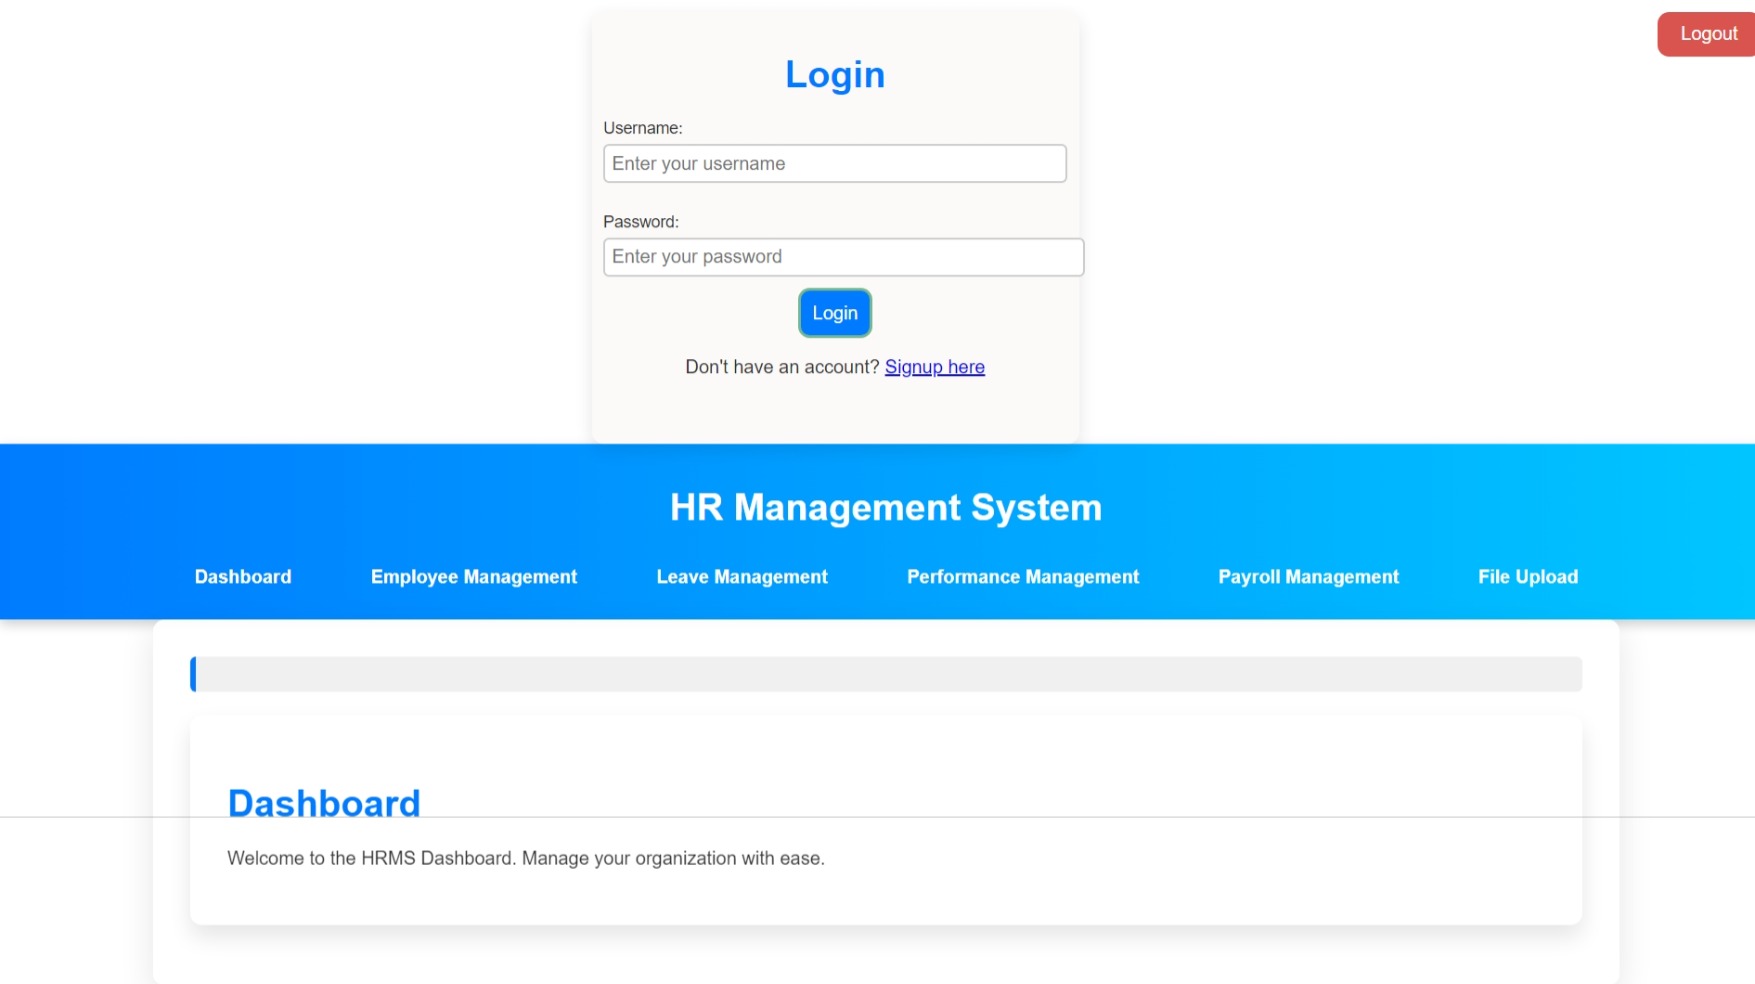 Logout
Login
Username:
Enter your username
Password:
Enter your password
Login
Don't have an account? Signup here
HR Management System
Dashboard Employee Management Leave Management Performance Management Payroll Management File Upload
Dashboard
Welcome to the HRMS Dashboard. Manage your organization with ease.